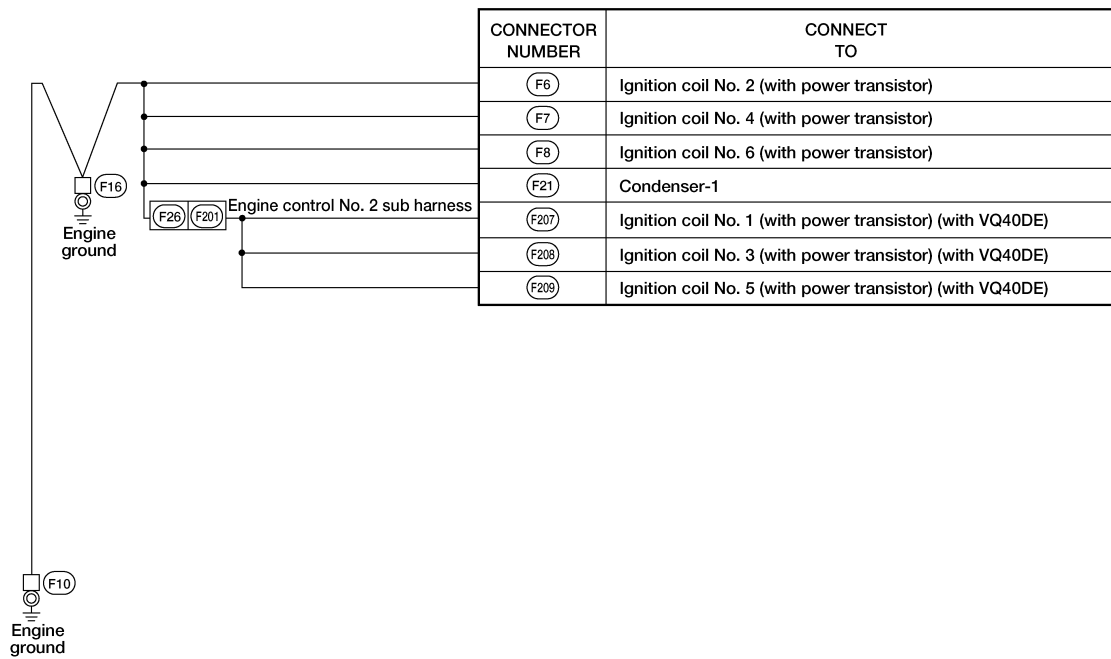 CONNECTOR NUMBER
CONNECT TO
F6 Ignition coil No. 2 (with power transistor)
F7 Ignition coil No. 4 (with power transistor)
F8 Ignition coil No. 6 (with power transistor)
F21 Condenser-1
F207 Ignition coil No. 1 (with power transistor) (with VQ40DE)
F208 Ignition coil No. 3 (with power transistor) (with VQ40DE)
F209 Ignition coil No. 5 (with power transistor) (with VQ40DE)
F16
Engine
ground
F26 F201 Engine control No. 2 sub harness
F10
Engine
ground